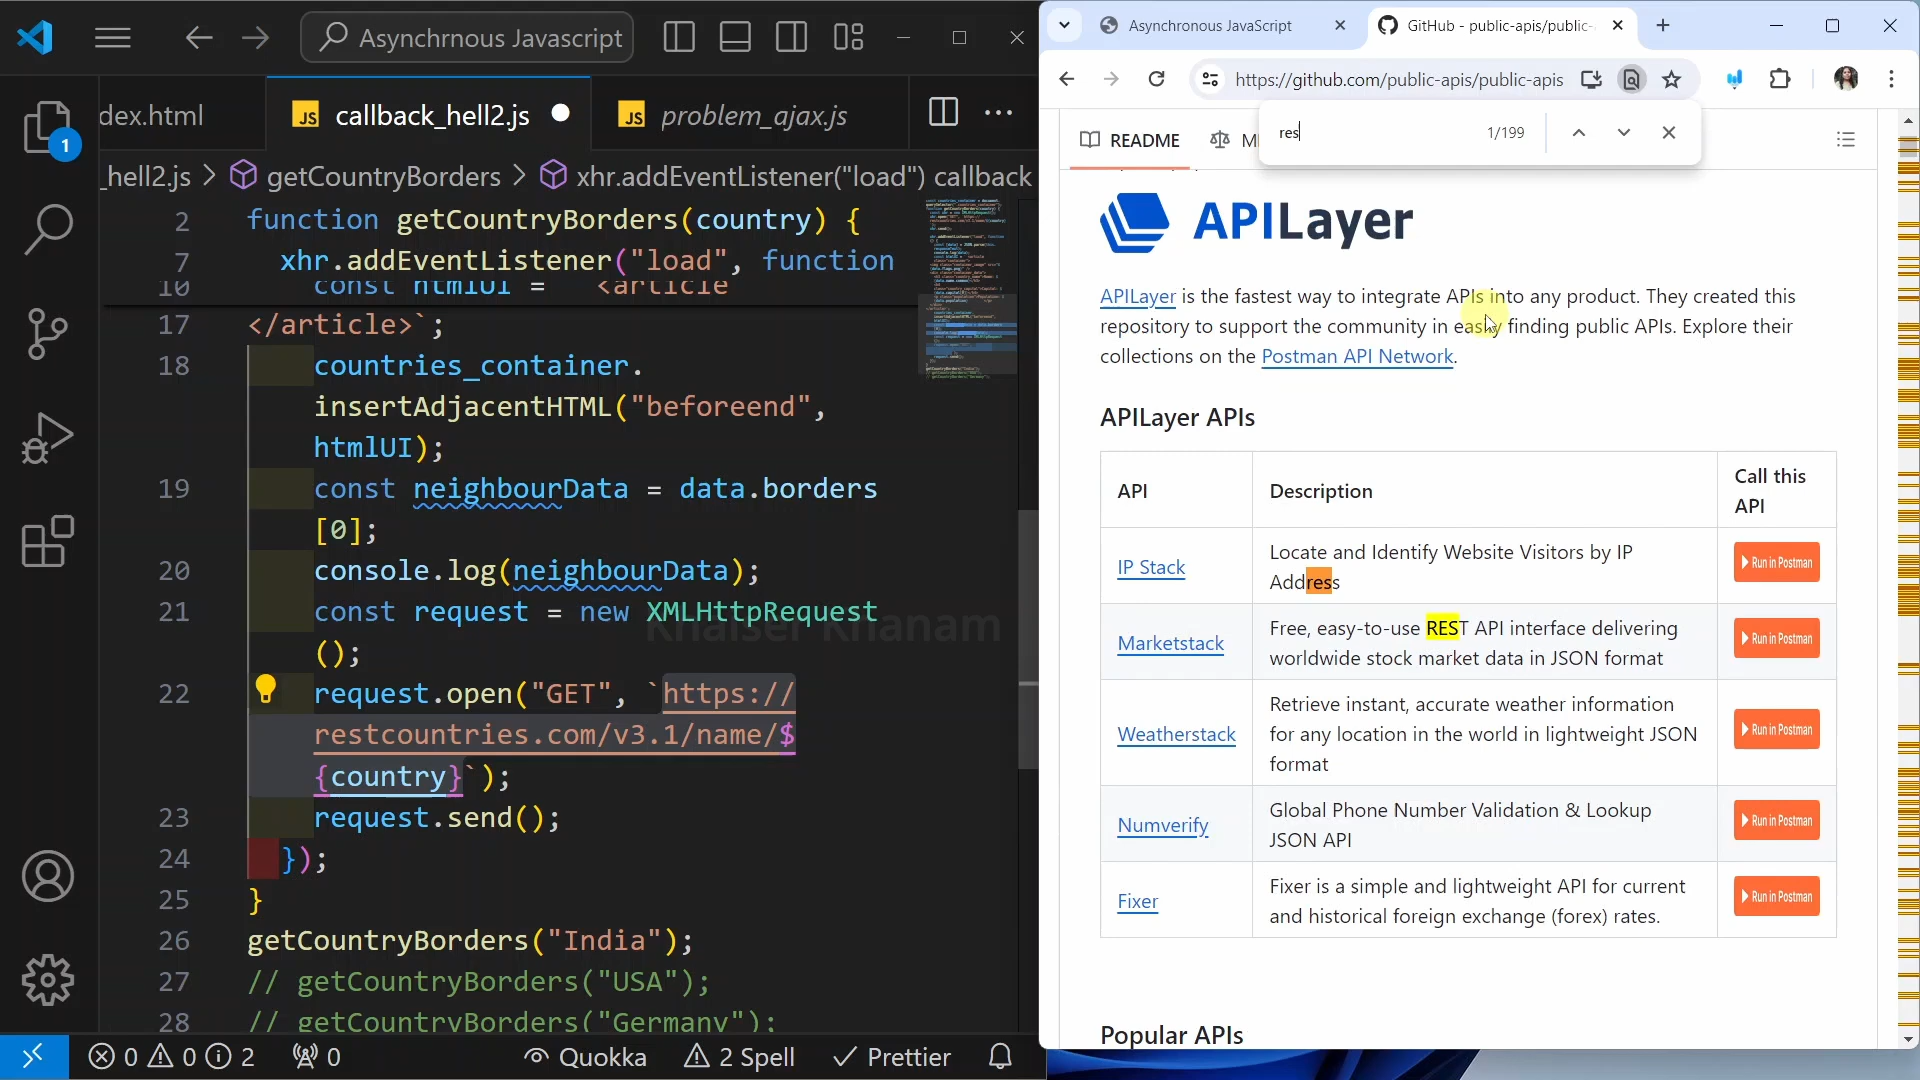 Asynchrnous Javascript
dex.html
JS callback_hell2.js
JS problem_ajax.js
_hell2.js > getCountryBorders > xhr.addEventListener("load") callback
2 function getCountryBorders(country) {
7 xhr.addEventListener("load", function
10 const htmlUI = `<article
17 </article>`;
18 countries_container.
insertAdjacentHTML("beforeend",
htmlUI);
19 const neighbourData = data.borders
[0];
20 console.log(neighbourData);
21 const request = new XMLHttpRequest
();
Khaiser Khanam
22 request.open("GET", `https://
restcountries.com/v3.1/name/$
{country}`);
23 request.send();
24 });
25 }
26 getCountryBorders("India");
27 // getCountryBorders("USA");
28 // getCountryBorders("Germany");
1
0 0 2 0 Quokka 2 Spell Prettier
Asynchronous JavaScript
GitHub - public-apis/public-
https://github.com/public-apis/public-apis
res 1/199
README
MI
APILayer
APILayer is the fastest way to integrate APIs into any product. They created this
repository to support the community in easily finding public APIs. Explore their
collections on the Postman API Network.
APILayer APIs
API Description Call this
API
IP Stack Locate and Identify Website Visitors by IP
Address Run in Postman
Marketstack Free, easy-to-use REST API interface delivering
worldwide stock market data in JSON format Run in Postman
Weatherstack Retrieve instant, accurate weather information
for any location in the world in lightweight JSON
format Run in Postman
Numverify Global Phone Number Validation & Lookup
JSON API Run in Postman
Fixer Fixer is a simple and lightweight API for current
and historical foreign exchange (forex) rates. Run in Postman
Popular APIs